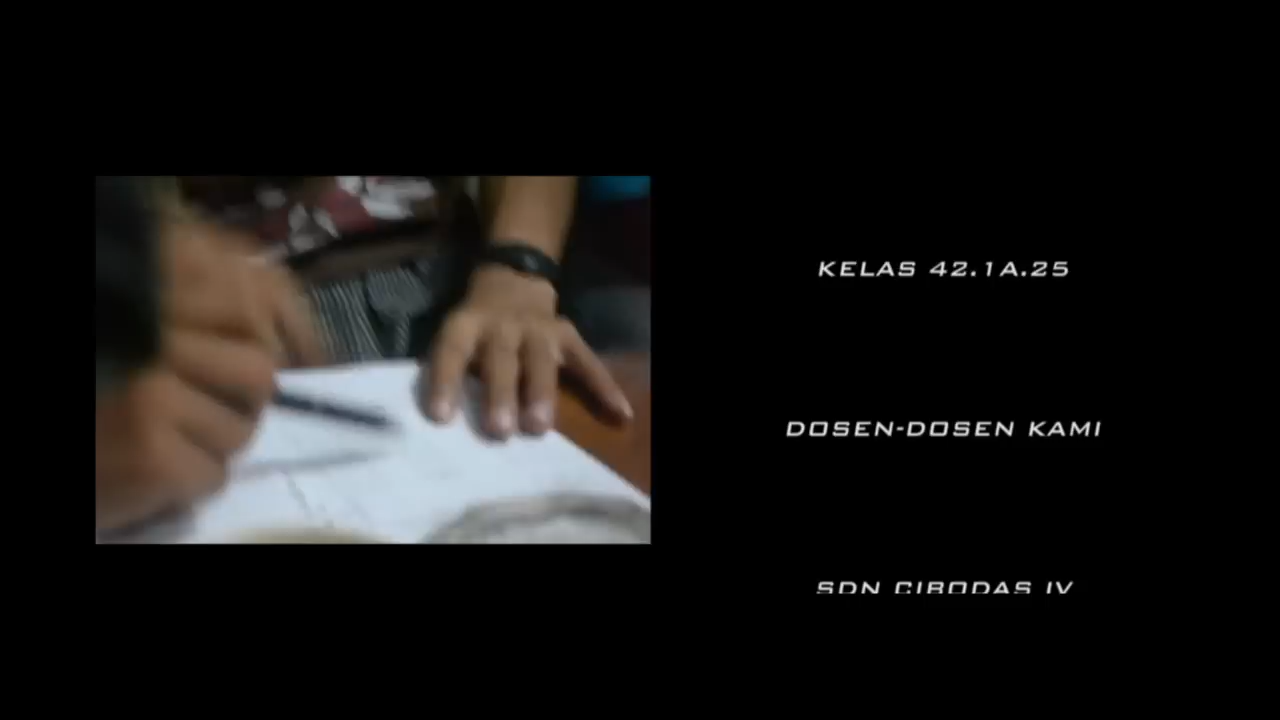 KELAS 42.1A.25
DOSEN-DOSEN KAMI
SDN CIBODAS IV